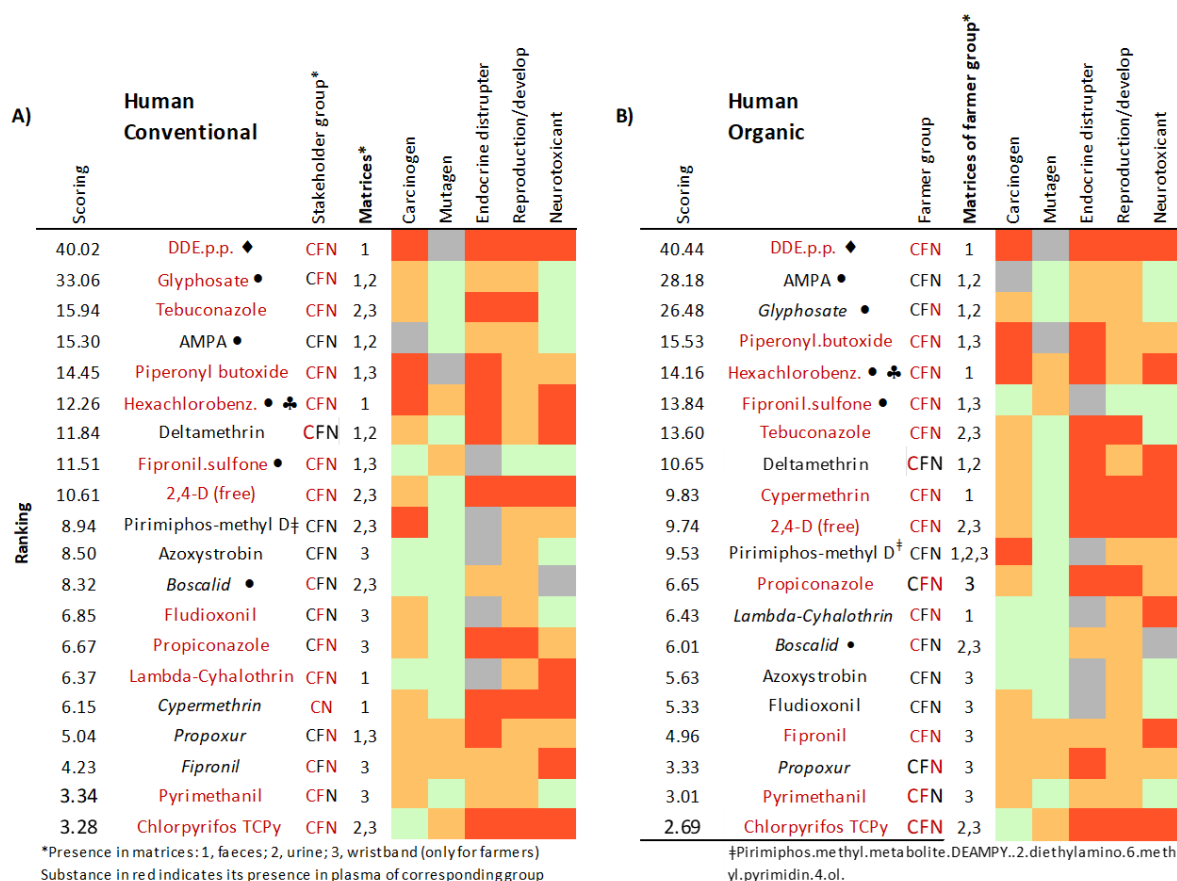 A)
Human
Conventional
Scoring
Stakeholder group*
Matrices*
Carcinogen
Mutagen
Endocrine distrupter
Reproduction/develop
Neurotoxicant
Ranking
40.02 DDE.p.p. ♦ CFN 1
33.06 Glyphosate ● CFN 1,2
15.94 Tebuconazole CFN 2,3
15.30 AMPA ● CFN 1,2
14.45 Piperonyl butoxide CFN 1,3
12.26 Hexachlorobenz. ● ♣ CFN 1
11.84 Deltamethrin CFN 1,2
11.51 Fipronil.sulfone ● CFN 1,3
10.61 2,4-D (free) CFN 2,3
8.94 Pirimiphos-methyl D‡ CFN 2,3
8.50 Azoxystrobin CFN 3
8.32 Boscalid ● CFN 2,3
6.85 Fludioxonil CFN 3
6.67 Propiconazole CFN 3
6.37 Lambda-Cyhalothrin CFN 1
6.15 Cypermethrin CN 1
5.04 Propoxur CFN 1,3
4.23 Fipronil CFN 3
3.34 Pyrimethanil CFN 3
3.28 Chlorpyrifos TCPy CFN 2,3
*Presence in matrices: 1, faeces; 2, urine; 3, wristband (only for farmers)
Substance in red indicates its presence in plasma of corresponding group
B)
Human
Organic
Scoring
Farmer group
Matrices of farmer group*
Carcinogen
Mutagen
Endocrine distrupter
Reproduction/develop
Neurotoxicant
40.44 DDE.p.p. ♦ CFN 1
28.18 AMPA ● CFN 1,2
26.48 Glyphosate ● CFN 1,2
15.53 Piperonyl.butoxide CFN 1,3
14.16 Hexachlorobenz. ● ♣ CFN 1
13.84 Fipronil.sulfone ● CFN 1,3
13.60 Tebuconazole CFN 2,3
10.65 Deltamethrin CFN 1,2
9.83 Cypermethrin CFN 1
9.74 2,4-D (free) CFN 2,3
9.53 Pirimiphos-methyl D‡ CFN 1,2,3
6.65 Propiconazole CFN 3
6.43 Lambda-Cyhalothrin CFN 1
6.01 Boscalid ● CFN 2,3
5.63 Azoxystrobin CFN 3
5.33 Fludioxonil CFN 3
4.96 Fipronil CFN 3
3.33 Propoxur CFN 3
3.01 Pyrimethanil CFN 3
2.69 Chlorpyrifos TCPy CFN 2,3
‡Pirimiphos.methyl.metabolite.DEAMPY..2.diethylamino.6.meth
yl.pyrimidin.4.ol.